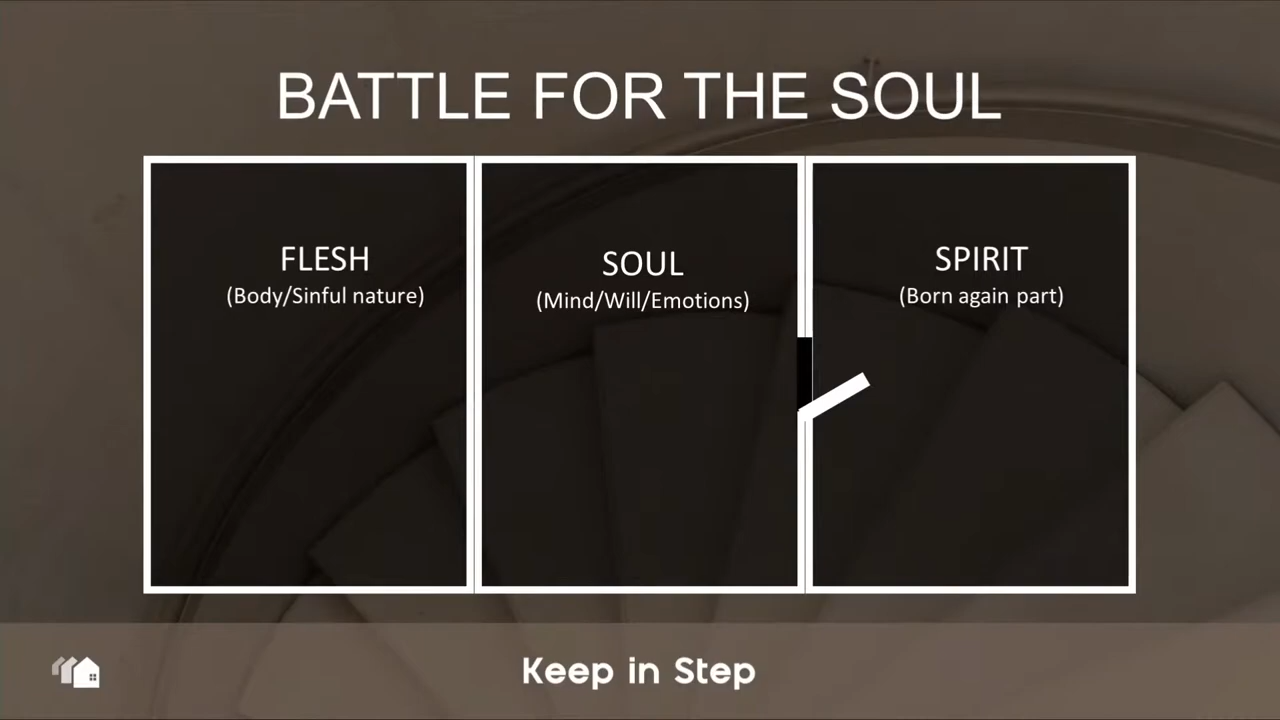 BATTLE FOR THE SOUL
FLESH
(Body/Sinful nature)
SOUL
(Mind/Will/Emotions)
SPIRIT
(Born again part)
Keep in Step